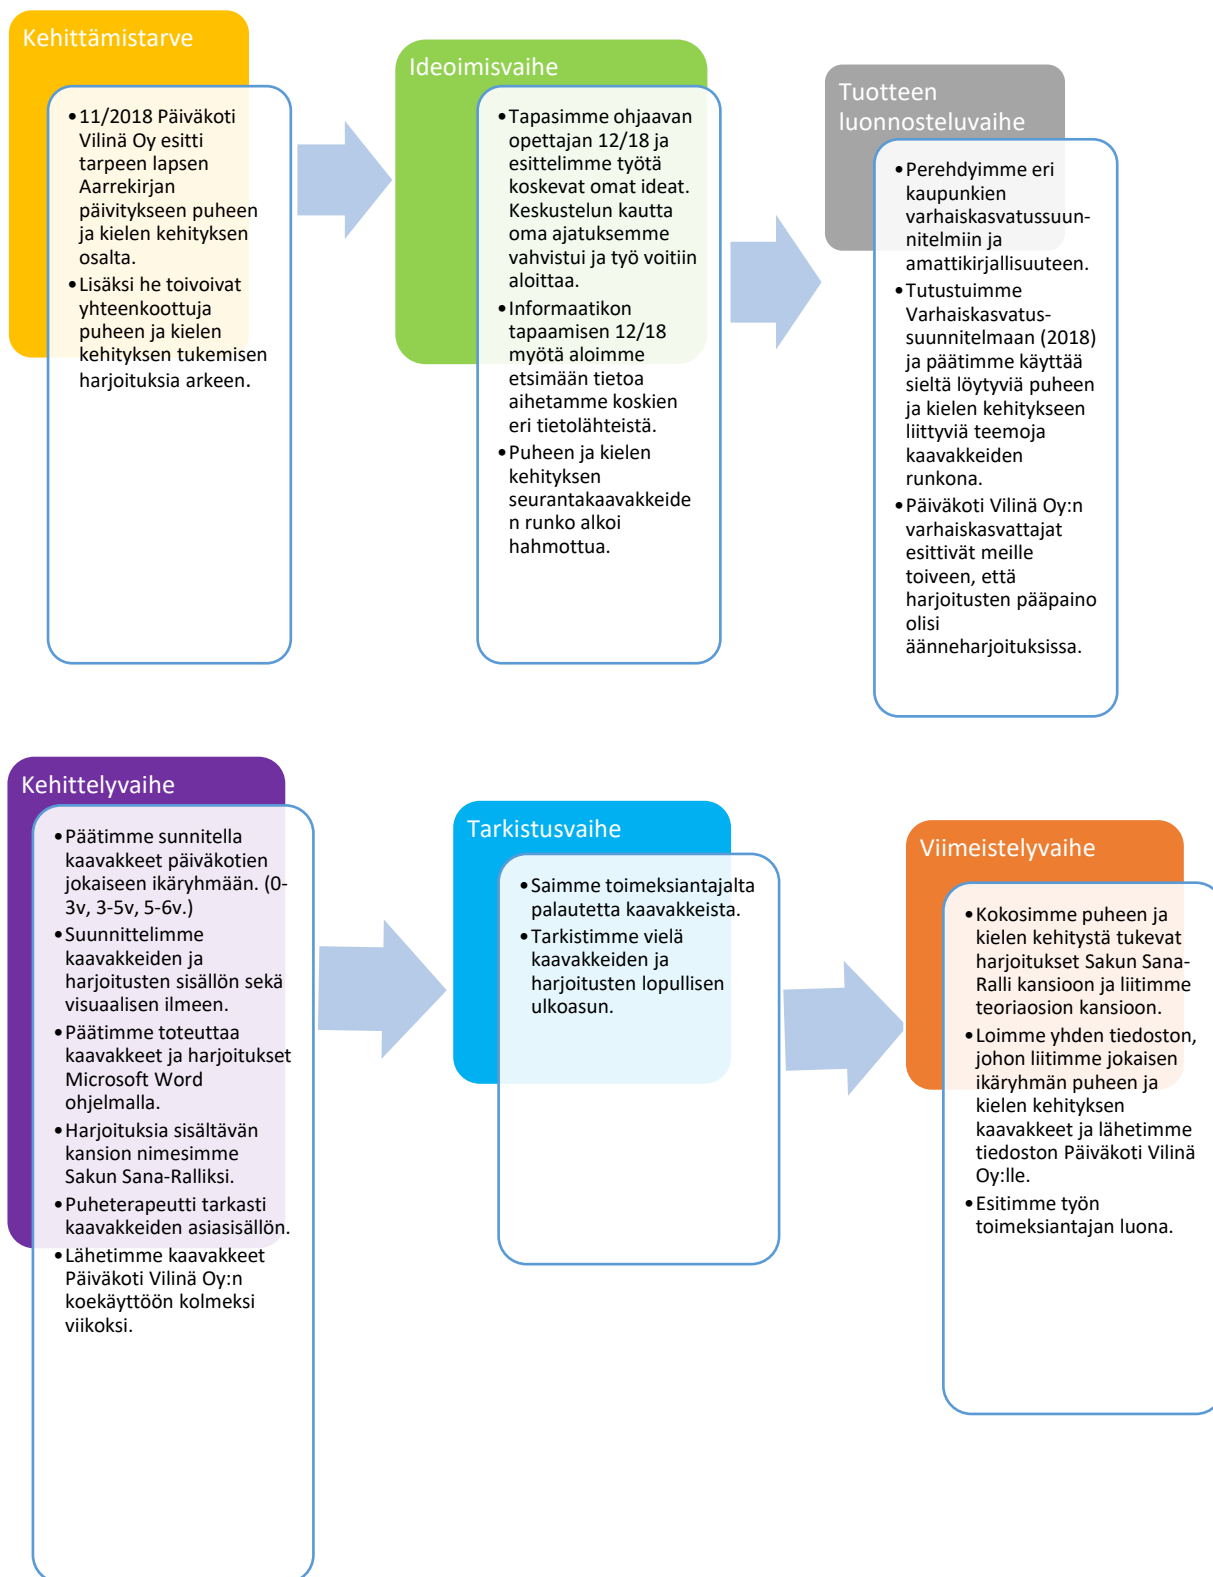 Kehittämistarve
•11/2018 Päiväkoti
Vilinä Oy esitti
tarpeen lapsen
Aarrekirjan
päivitykseen puheen
ja kielen kehityksen
osalta.
•Lisäksi he toivoivat
yhteenkoottuja
puheen ja kielen
kehityksen tukemisen
harjoituksia arkeen.
Ideoimisvaihe
•Tapasimme ohjaavan
opettajan 12/18 ja
esittelimme työtä
koskevat omat ideat.
Keskustelun kautta
oma ajatuksemme
vahvistui ja työ voitiin
aloittaa.
•Informaatikon
tapaamisen 12/18
myötä aloimme
etsimään tietoa
aihetamme koskien
eri tietolähteistä.
•Puheen ja kielen
kehityksen
seurantakaavakkeide
n runko alkoi
hahmottua.
Tuotteen
luonnosteluvaihe
•Perehdyimme eri
kaupunkien
varhaiskasvatussuun-
nitelmiin ja
amattikirjallisuuteen.
•Tutustuimme
Varhaiskasvatus-
suunnitelmaan (2018)
ja päätimme käyttää
sieltä löytyviä puheen
ja kielen kehitykseen
liittyviä teemoja
kaavakkeiden
runkona.
•Päiväkoti Vilinä Oy:n
varhaiskasvattajat
esittivät meille
toiveen, että
harjoitusten pääpaino
olisi
äänneharjoituksissa.
Kehittelyvaihe
•Päätimme sunnitella
kaavakkeet päiväkotien
jokaiseen ikäryhmään. (0-
3v, 3-5v, 5-6v.)
•Suunnittelimme
kaavakkeiden ja
harjoitusten sisällön sekä
visuaalisen ilmeen.
•Päätimme toteuttaa
kaavakkeet ja harjoitukset
Microsoft Word
ohjelmalla.
•Harjoituksia sisältävän
kansion nimesimme
Sakun Sana-Ralliksi.
•Puheterapeutti tarkasti
kaavakkeiden asiasisällön.
•Lähetimme kaavakkeet
Päiväkoti Vilinä Oy:n
koekäyttöön kolmeksi
viikoksi.
Tarkistusvaihe
•Saimme toimeksiantajalta
palautetta kaavakkeista.
•Tarkistimme vielä
kaavakkeiden ja
harjoitusten lopullisen
ulkoasun.
Viimeistelyvaihe
•Kokosimme puheen ja
kielen kehitystä tukevat
harjoitukset Sakun Sana-
Ralli kansioon ja liitimme
teoriaosion kansioon.
•Loimme yhden tiedoston,
johon liitimme jokaisen
ikäryhmän puheen ja
kielen kehityksen
kaavakkeet ja lähetimme
tiedoston Päiväkoti Vilinä
Oy:lle.
•Esitimme työn
toimeksiantajan luona.